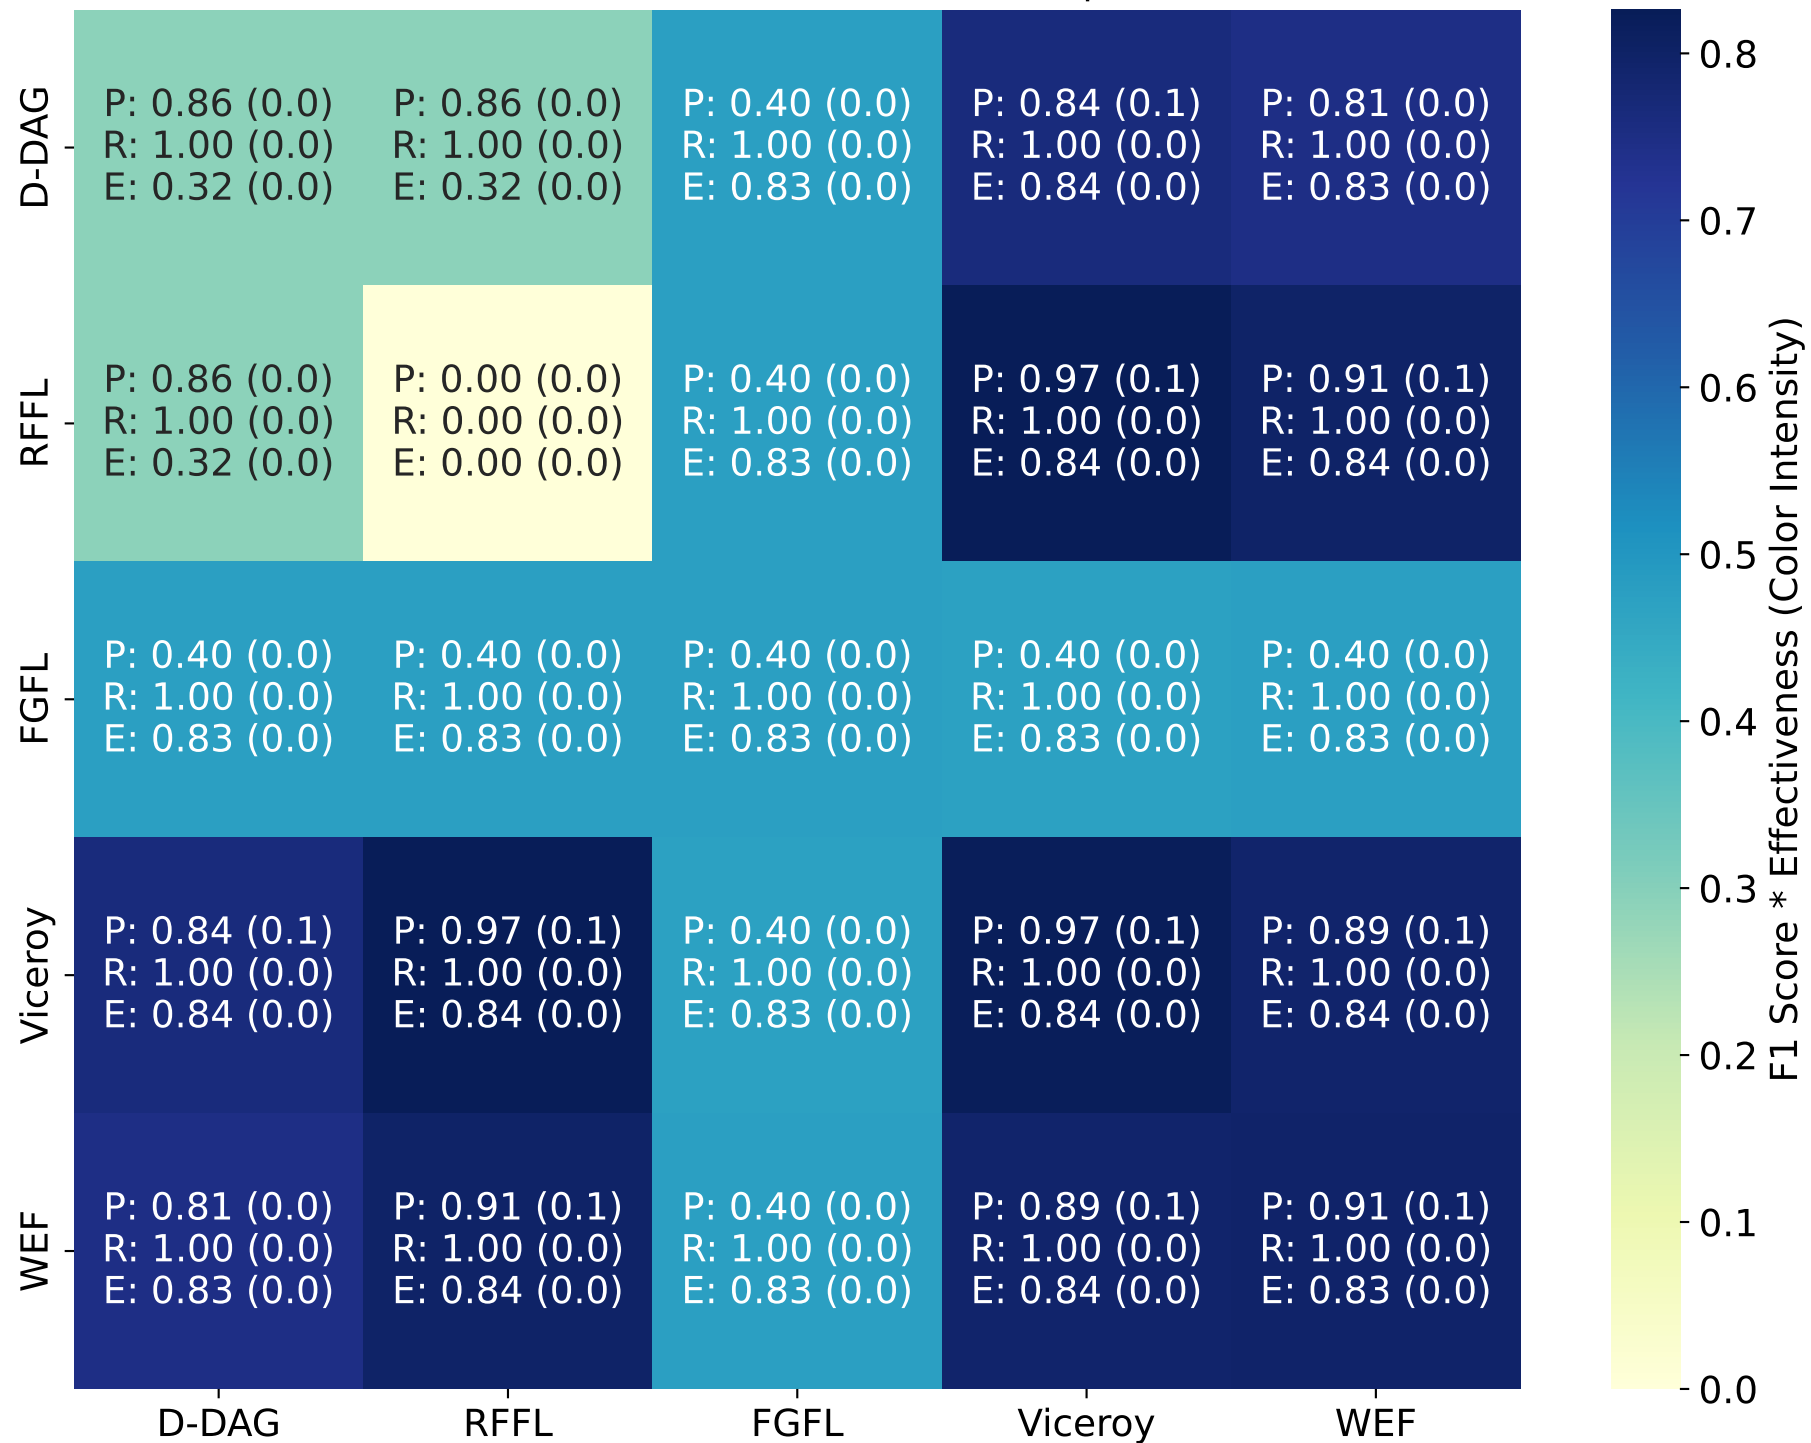 D-DAG
P: 0.86 (0.0)
R: 1.00 (0.0)
E: 0.32 (0.0)
P: 0.86 (0.0)
R: 1.00 (0.0)
E: 0.32 (0.0)
P: 0.40 (0.0)
R: 1.00 (0.0)
E: 0.83 (0.0)
P: 0.84 (0.1)
R: 1.00 (0.0)
E: 0.84 (0.0)
P: 0.81 (0.0)
R: 1.00 (0.0)
E: 0.83 (0.0)
RFFL
P: 0.86 (0.0)
R: 1.00 (0.0)
E: 0.32 (0.0)
P: 0.00 (0.0)
R: 0.00 (0.0)
E: 0.00 (0.0)
P: 0.40 (0.0)
R: 1.00 (0.0)
E: 0.83 (0.0)
P: 0.97 (0.1)
R: 1.00 (0.0)
E: 0.84 (0.0)
P: 0.91 (0.1)
R: 1.00 (0.0)
E: 0.84 (0.0)
FGFL
P: 0.40 (0.0)
R: 1.00 (0.0)
E: 0.83 (0.0)
P: 0.40 (0.0)
R: 1.00 (0.0)
E: 0.83 (0.0)
P: 0.40 (0.0)
R: 1.00 (0.0)
E: 0.83 (0.0)
P: 0.40 (0.0)
R: 1.00 (0.0)
E: 0.83 (0.0)
P: 0.40 (0.0)
R: 1.00 (0.0)
E: 0.83 (0.0)
Viceroy
P: 0.84 (0.1)
R: 1.00 (0.0)
E: 0.84 (0.0)
P: 0.97 (0.1)
R: 1.00 (0.0)
E: 0.84 (0.0)
P: 0.40 (0.0)
R: 1.00 (0.0)
E: 0.83 (0.0)
P: 0.97 (0.1)
R: 1.00 (0.0)
E: 0.84 (0.0)
P: 0.89 (0.1)
R: 1.00 (0.0)
E: 0.84 (0.0)
WEF
P: 0.81 (0.0)
R: 1.00 (0.0)
E: 0.83 (0.0)
P: 0.91 (0.1)
R: 1.00 (0.0)
E: 0.84 (0.0)
P: 0.40 (0.0)
R: 1.00 (0.0)
E: 0.83 (0.0)
P: 0.89 (0.1)
R: 1.00 (0.0)
E: 0.84 (0.0)
P: 0.91 (0.1)
R: 1.00 (0.0)
E: 0.83 (0.0)
D-DAG
RFFL
FGFL
Viceroy
WEF
0.8
0.7
0.6
0.5
0.4
0.3
0.2
0.1
0.0
F1 Score * Effectiveness (Color Intensity)